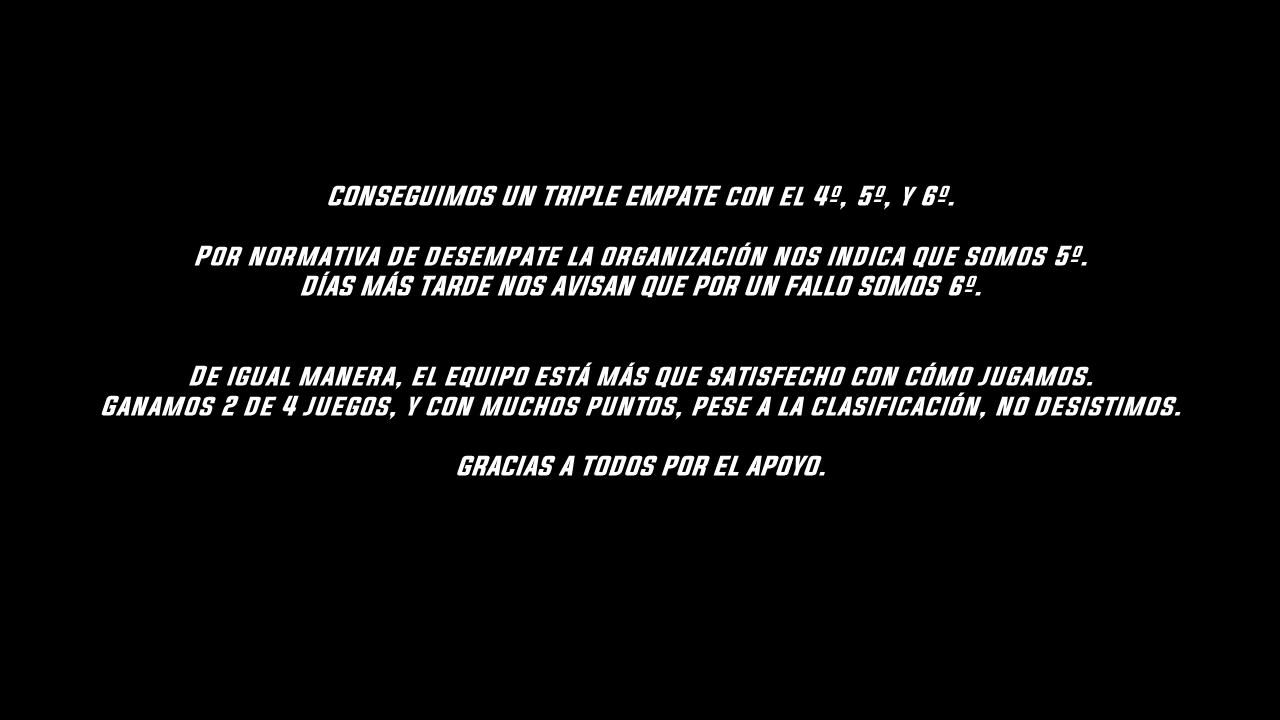 CONSEGUIMOS UN TRIPLE EMPATE CON EL 4º, 5º, Y 6º.
POR NORMATIVA DE DESEMPATE LA ORGANIZACIÓN NOS INDICA QUE SOMOS 5º.
DÍAS MÁS TARDE NOS AVISAN QUE POR UN FALLO SOMOS 6º.
DE IGUAL MANERA, EL EQUIPO ESTÁ MÁS QUE SATISFECHO CON CÓMO JUGAMOS.
GANAMOS 2 DE 4 JUEGOS, Y CON MUCHOS PUNTOS, PESE A LA CLASIFICACIÓN, NO DESISTIMOS.
GRACIAS A TODOS POR EL APOYO.